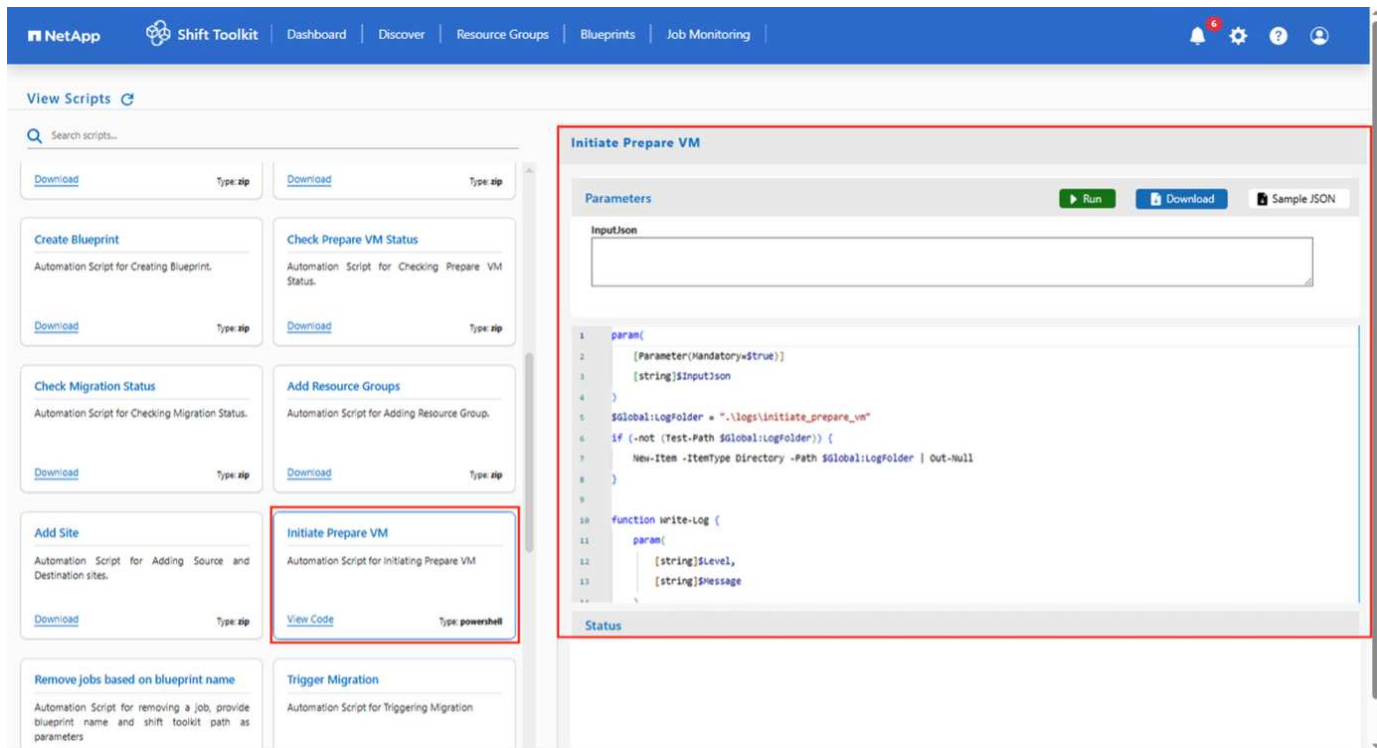 NetApp
Shift Toolkit
Dashboard
Discover
Resource Groups
Blueprints
Job Monitoring
6
View Scripts
Search scripts...
Download Type: zip
Download Type: zip
Create Blueprint
Automation Script for Creating Blueprint.
Download Type: zip
Check Prepare VM Status
Automation Script for Checking Prepare VM
Status.
Download Type: zip
Check Migration Status
Automation Script for Checking Migration Status.
Download Type: zip
Add Resource Groups
Automation Script for Adding Resource Group.
Download Type: zip
Add Site
Automation Script for Adding Source and
Destination sites.
Download Type: zip
Initiate Prepare VM
Automation Script for Initiating Prepare VM
View Code Type: powershell
Remove jobs based on blueprint name
Automation Script for removing a job, provide
blueprint name and shift toolkit path as
parameters
Trigger Migration
Automation Script for Triggering Migration
Initiate Prepare VM
Parameters
Run
Download
Sample JSON
InputJson
1 param(
2 [Parameter(Mandatory=$true)]
3 [string]$InputJson
4 )
5 $Global:LogFolder = ".\logs\initiate_prepare_vm"
6 if (-not (Test-Path $Global:LogFolder)) {
7 New-Item -ItemType Directory -Path $Global:LogFolder | Out-Null
8 }
9
10 function Write-Log {
11 param(
12 [string]$Level,
13 [string]$Message
Status